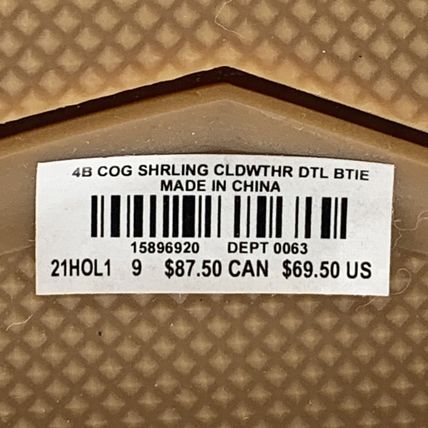 4B COG SHRLING CLDWTHR DTL BTIE
MADE IN CHINA
15896920 DEPT 0063
21HOL1 9 $87.50 CAN $69.50 US